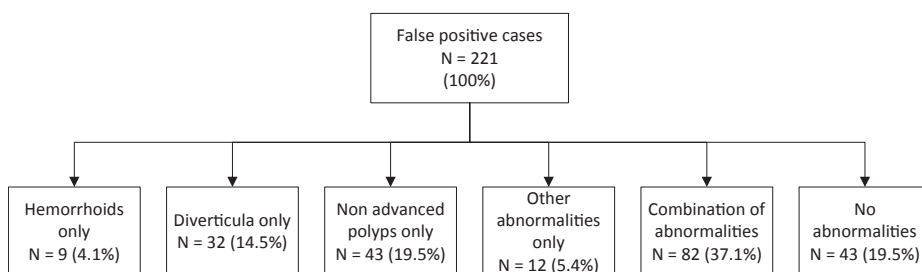 False positive cases
N = 221
(100%)
Hemorrhoids
only
N = 9 (4.1%)
Diverticula only
N = 32 (14.5%)
Non advanced
polyps only
N = 43 (19.5%)
Other
abnormalities
only
N = 12 (5.4%)
Combination of
abnormalities
N = 82 (37.1%)
No
abnormalities
N = 43 (19.5%)